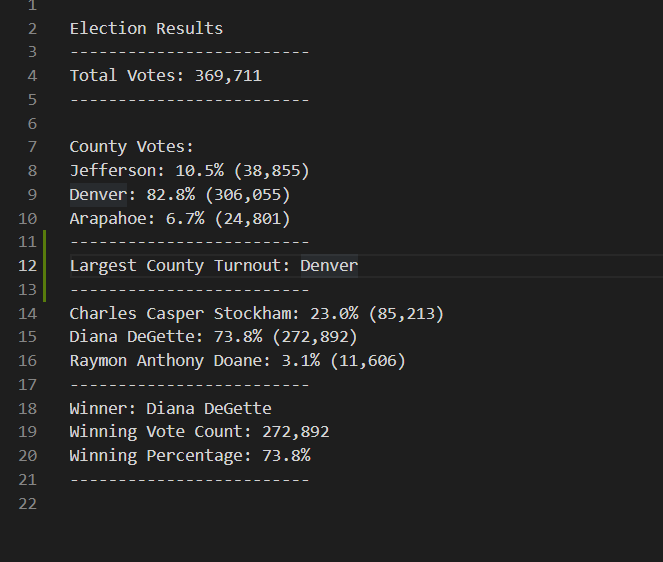 1
2 Election Results
3 -------------------------
4 Total Votes: 369,711
5 -------------------------
6
7 County Votes:
8 Jefferson: 10.5% (38,855)
9 Denver: 82.8% (306,055)
10 Arapahoe: 6.7% (24,801)
11 -------------------------
12 Largest County Turnout: Denver
13 -------------------------
14 Charles Casper Stockham: 23.0% (85,213)
15 Diana DeGette: 73.8% (272,892)
16 Raymon Anthony Doane: 3.1% (11,606)
17 -------------------------
18 Winner: Diana DeGette
19 Winning Vote Count: 272,892
20 Winning Percentage: 73.8%
21 -------------------------
22